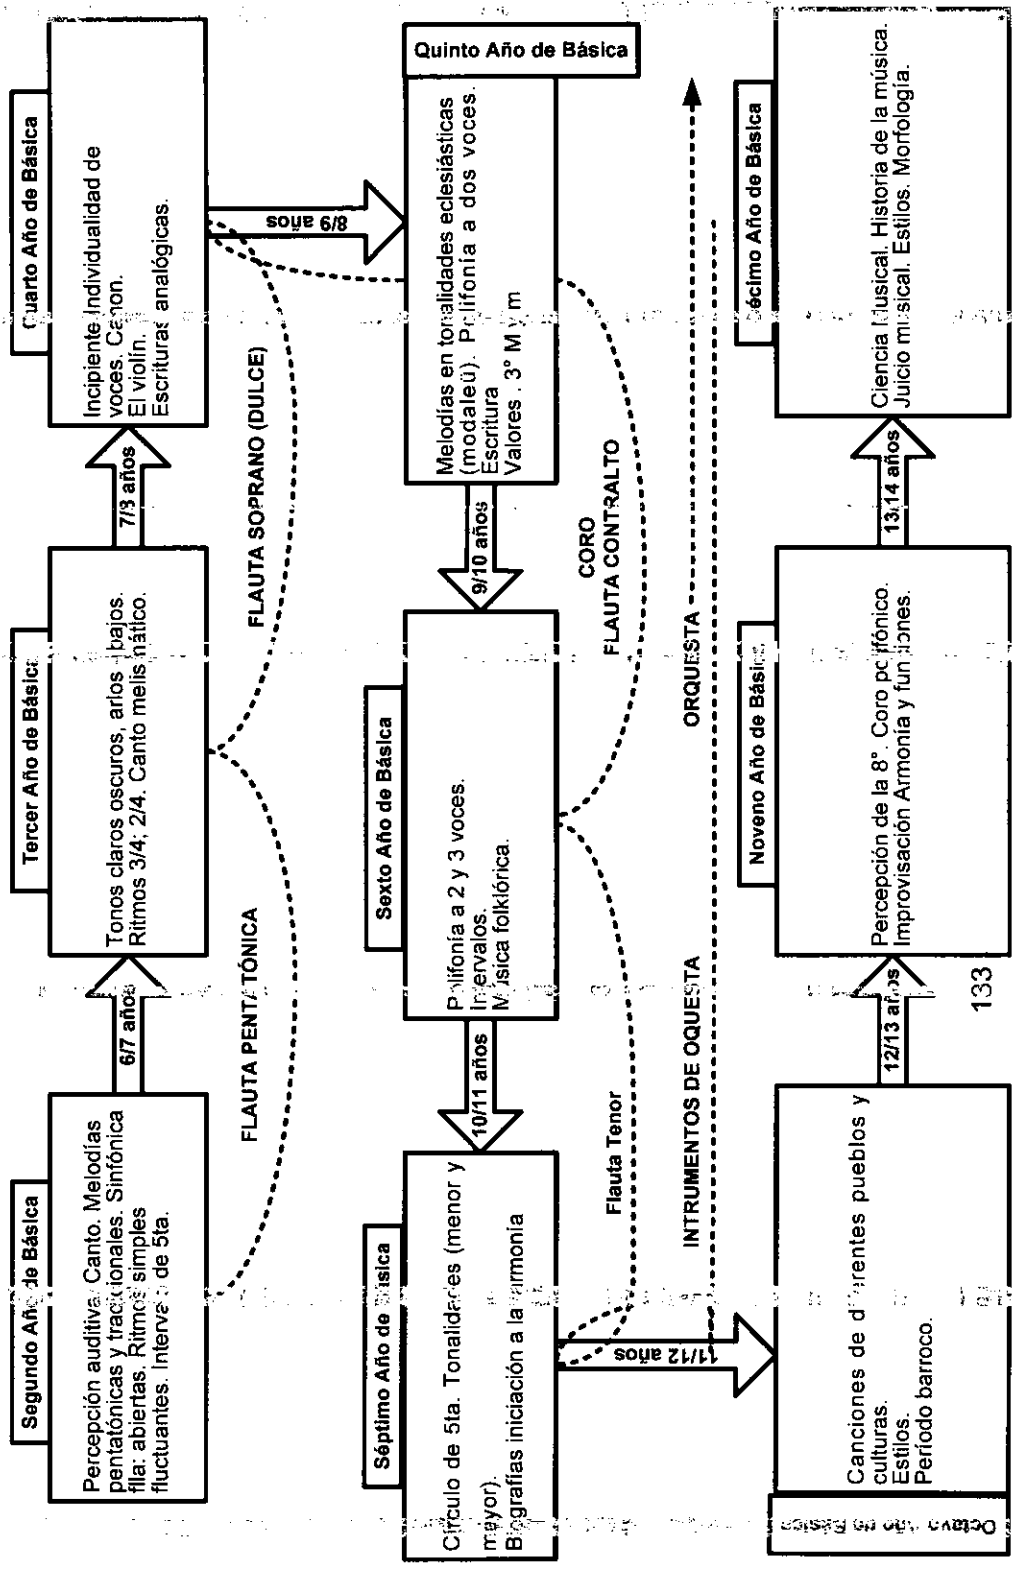 Segundo Año de Básica
Percepción auditiva. Canto. Melodías
pentatónicas y tradicionales. Sinfónica
flla: abiertas. Ritmos simples
fluctuantes. Intervalo de 5ta.
6/7 años
Tercer Año de Básica
Tonos claros oscuros, bajos.
Ritmos 3/4; 2/4. Canto melismático.
7/8 años
Cuarto Año de Básica
Incipiente Individualidad de
voces. Canon.
El violín.
Escrituras analógicas.
FLAUTA PENTATÓNICA
FLAUTA SOPRANO (DULCE)
8/9 años
Quinto Año de Básica
Melodías en tonalidades eclesiásticas
(modaleü). Polifonía a dos voces.
Escritura
Valores . 3° M y m
9/10 años
Sexto Año de Básica
Polifonía a 2 y 3 voces.
Intervalos.
Música folklórica.
10/11 años
Séptimo Año de Básica
Círculo de 5ta. Tonalidades (menor y
mayor).
Biografías iniciación a la armonía
CORO
FLAUTA CONTRALTO
Flauta Tenor
ORQUESTA
INTRUMENTOS DE OQUESTA
11/12 años
Octavo Año de Básica
Canciones de diferentes pueblos y
culturas.
Estilos.
Período barroco.
12/13 años
Noveno Año de Básica
Percepción de la 8°. Coro polifónico.
Improvisación Armonía y funciones.
13/14 años
Décimo Año de Básica
Ciencia Musical. Historia de la música.
Juicio musical. Estilos. Morfología.
133